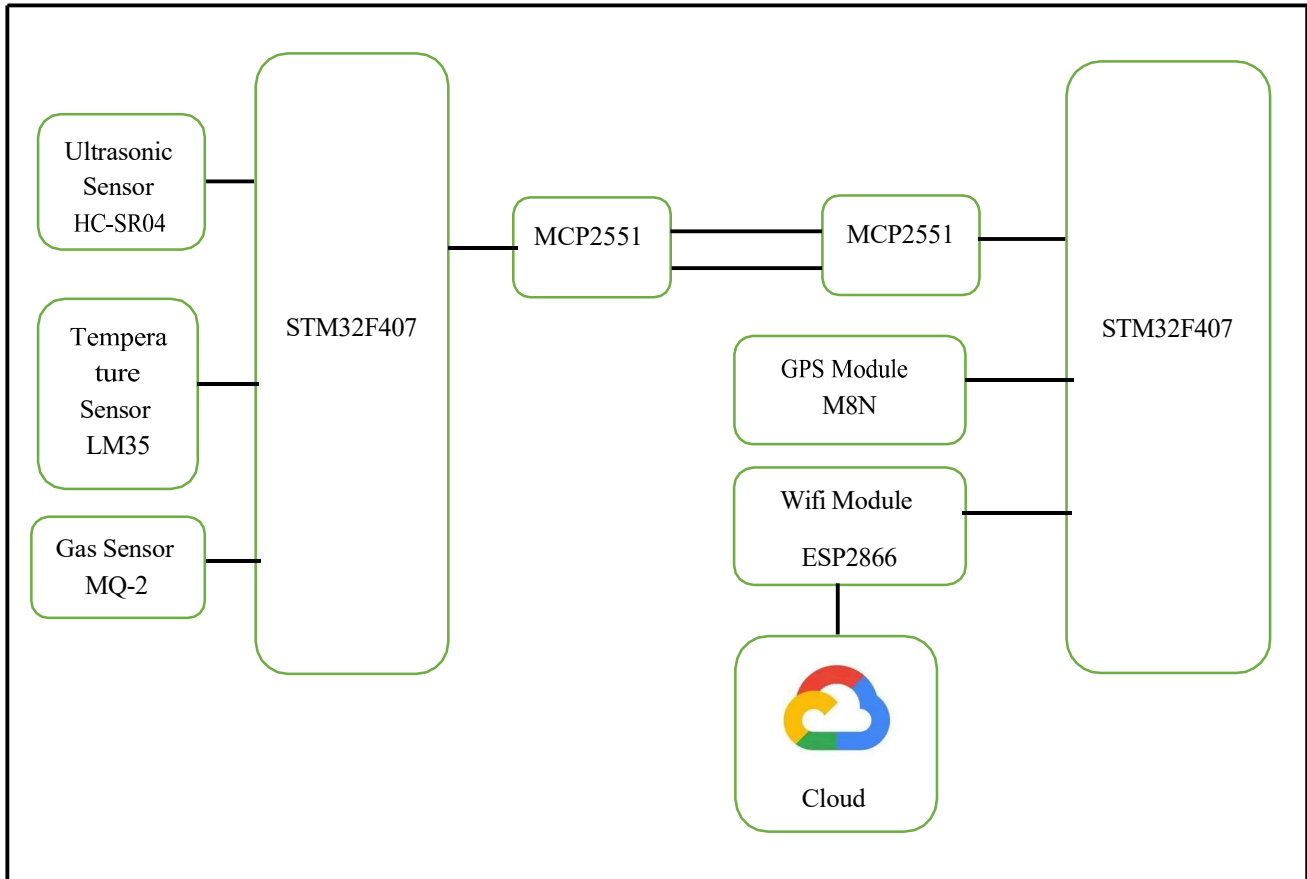 Ultrasonic
Sensor
HC-SR04
Tempera
ture
Sensor
LM35
Gas Sensor
MQ-2
STM32F407
MCP2551
MCP2551
GPS Module
M8N
Wifi Module
ESP2866
Cloud
STM32F407